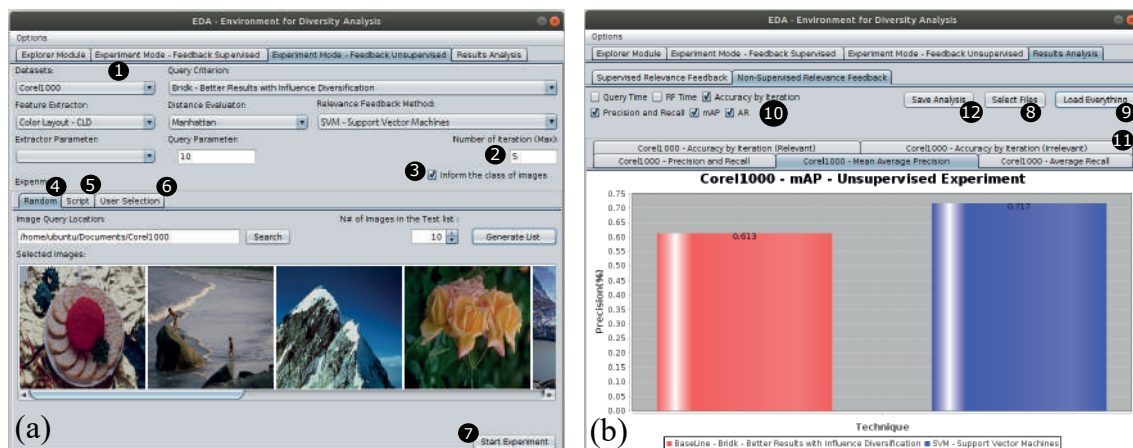 EDA - Environment for Diversity Analysis
Options
Explorer Module Experiment Mode - Feedback Supervised Experiment Mode - Feedback Unsupervised Results Analysis
Datasets: 1 Query Criterion:
Corel1000 Bridk - Better Results with Influence Diversification
Feature Extractor: Distance Evaluator: Relevance Feedback Method:
Color Layout - CLD Manhattan SVM - Support Vector Machines
Extractor Parameter: Query Parameter: Number of Iteration (Max):
10 2 5
3 Inform the class of images
Experim
4 5 6
Random Script User Selection
Image Query Location: N# of Images in the Test list :
/home/ubuntu/Documents/Corel1000 Search 10 Generate List
Selected Images:
7 Start Experiment
(a)
EDA - Environment for Diversity Analysis
Options
Explorer Module Experiment Mode - Feedback Supervised Experiment Mode - Feedback Unsupervised Results Analysis
Supervised Relevance Feedback Non-Supervised Relevance Feedback
Query Time RF Time Accuracy by Iteration Save Analysis Select Files Load Everything
Precision and Recall mAP AR 10 12 8 9
11
Corel1000 - Accuracy by Iteration (Relevant) Corel1000 - Accuracy by Iteration (Irrelevant)
Corel1000 - Precision and Recall Corel1000 - Mean Average Precision Corel1000 - Average Recall
Corel1000 - mAP - Unsupervised Experiment
0.75
0.70
0.65
0.60
0.55
0.50
0.45
0.40
0.35
0.30
0.25
0.20
0.15
0.10
0.05
0.00
Precision(%)
0.613
0.717
Technique
BaseLine - Bridk - Better Results with Influence Diversification SVM - Support Vector Machines
(b)